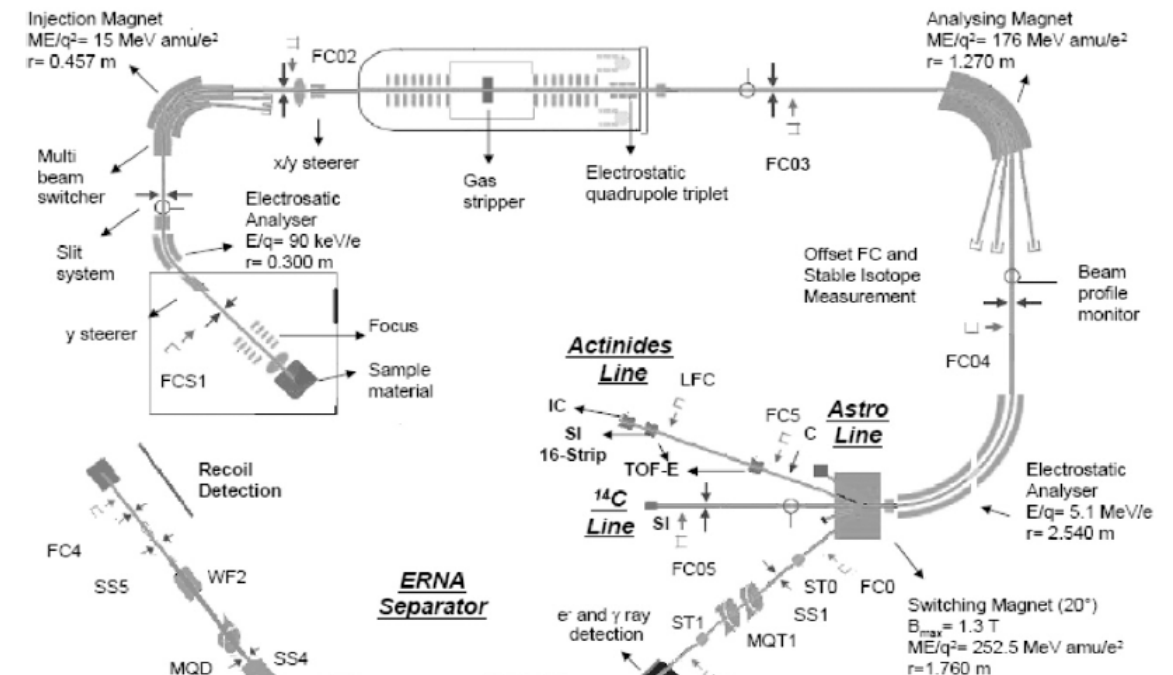 Injection Magnet
ME/q²= 15 MeV amu/e²
r= 0.457 m
FC02
Analysing Magnet
ME/q²= 176 MeV amu/e²
r= 1.270 m
Multi
beam
switcher
x/y steerer
Gas
stripper
Electrostatic
quadrupole triplet
FC03
Electrosatic
Analyser
E/q= 90 keV/e
r= 0.300 m
Slit
system
y steerer
FCS1
Focus
Sample
material
Offset FC and
Stable Isotope
Measurement
Beam
profile
monitor
FC04
Actinides
Line
LFC
IC
SI
16-Strip
TOF-E
FC5
C
Astro
Line
¹⁴C
Line
SI
FC05
Electrostatic
Analyser
E/q= 5.1 MeV/e
r= 2.540 m
Recoil
Detection
FC4
SS5
WF2
MQD
SS4
ERNA
Separator
e⁻ and γ ray
detection
ST1
MQT1
SS1
ST0
FC0
Switching Magnet (20°)
Bmax= 1.3 T
ME/q²= 252.5 MeV amu/e²
r=1.760 m